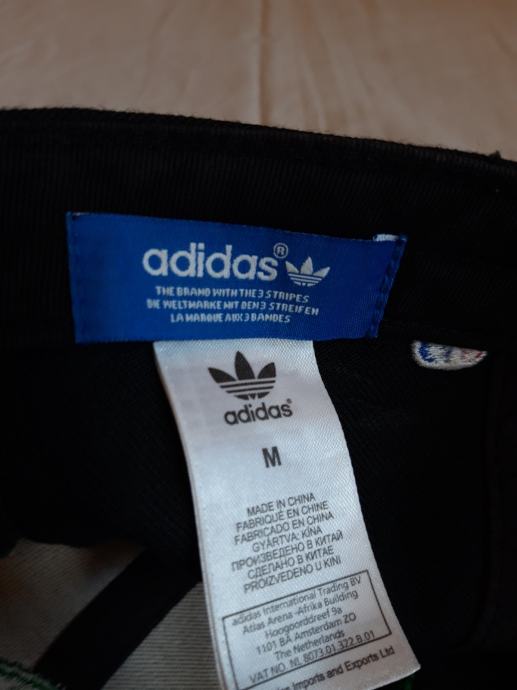 adidas®
THE BRAND WITH THE 3 STRIPES
DIE WELTMARKE MIT DEN 3 STREIFEN
LA MARQUE AUX 3 BANDES
adidas®
M
MADE IN CHINA
FABRIQUÉ EN CHINE
FABRICADO EN CHINA
GYÁRTVA: KÍNA
ПРОИЗВЕДЕНО В КИТАЙ
СДЕЛАНО В КИТАЕ
PROIZVEDENO U KINI
adidas International Trading BV
Atlas Arena -Afrika Building
Hoogoorddreef 9a
1101 BA Amsterdam ZO
The Netherlands
VAT NO. NL 8073.01.322.B.01
Imports and Exports Ltd